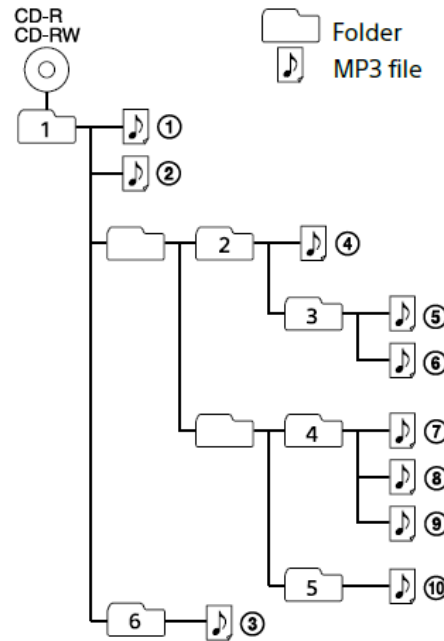 CD-R
CD-RW
Folder
MP3 file
1 ①
②
2 ④
3 ⑤
⑥
4 ⑦
⑧
⑨
5 ⑩
6 ③